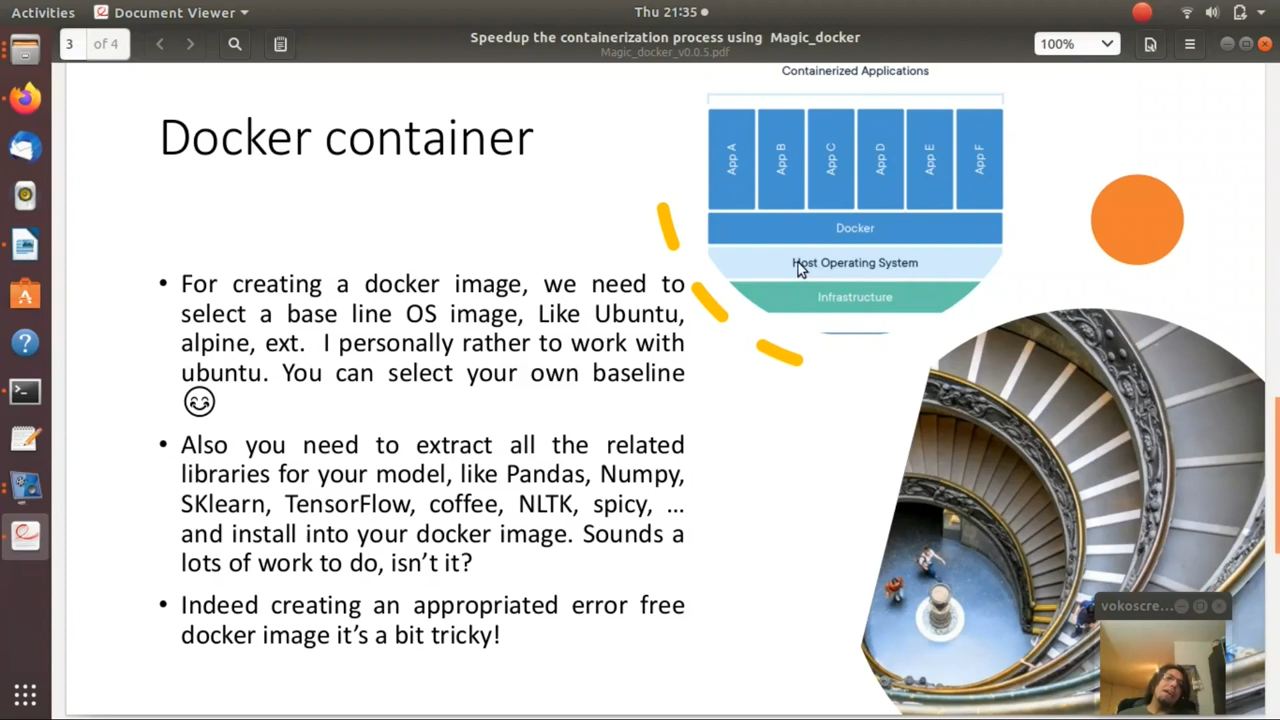 Activities
Document Viewer
Thu 21:35
3
of 4
Speedup the containerization process using Magic_docker
Magic_docker_v0.0.5.pdf
100%
Containerized Applications
App A
App B
App C
App D
App E
App F
Docker
Host Operating System
Infrastructure
Docker container
• For creating a docker image, we need to
select a base line OS image, Like Ubuntu,
alpine, ext. I personally rather to work with
ubuntu. You can select your own baseline
😊
• Also you need to extract all the related
libraries for your model, like Pandas, Numpy,
SKlearn, TensorFlow, coffee, NLTK, spicy, ...
and install into your docker image. Sounds a
lots of work to do, isn't it?
• Indeed creating an appropriated error free
docker image it's a bit tricky!
vokoscre...